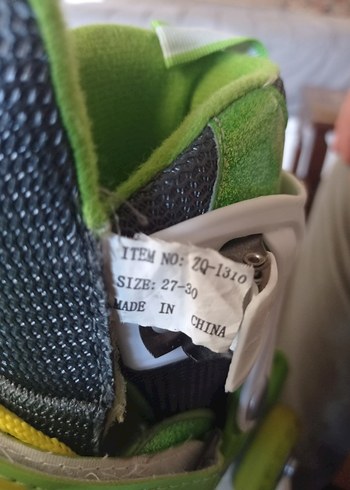 ITEM NO: ZQ-1310
SIZE: 27-30
MADE IN CHINA